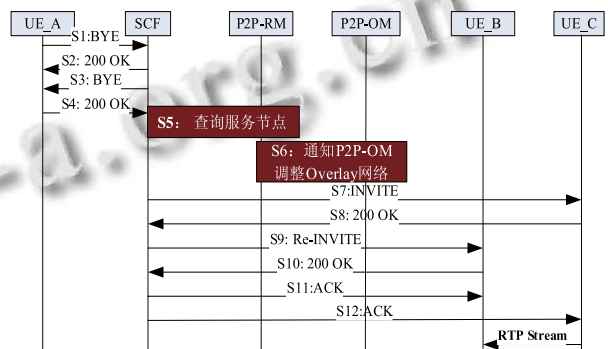 UE_A SCF P2P-RM P2P-OM UE_B UE_C
S1:BYE
S2: 200 OK
S3: BYE
S4: 200 OK
S5: 查询服务节点
S6：通知P2P-OM
调整Overlay网络
S7:INVITE
S8: 200 OK
S9: Re-INVITE
S10: 200 OK
S11:ACK
S12:ACK
RTP Stream
a.org.cn